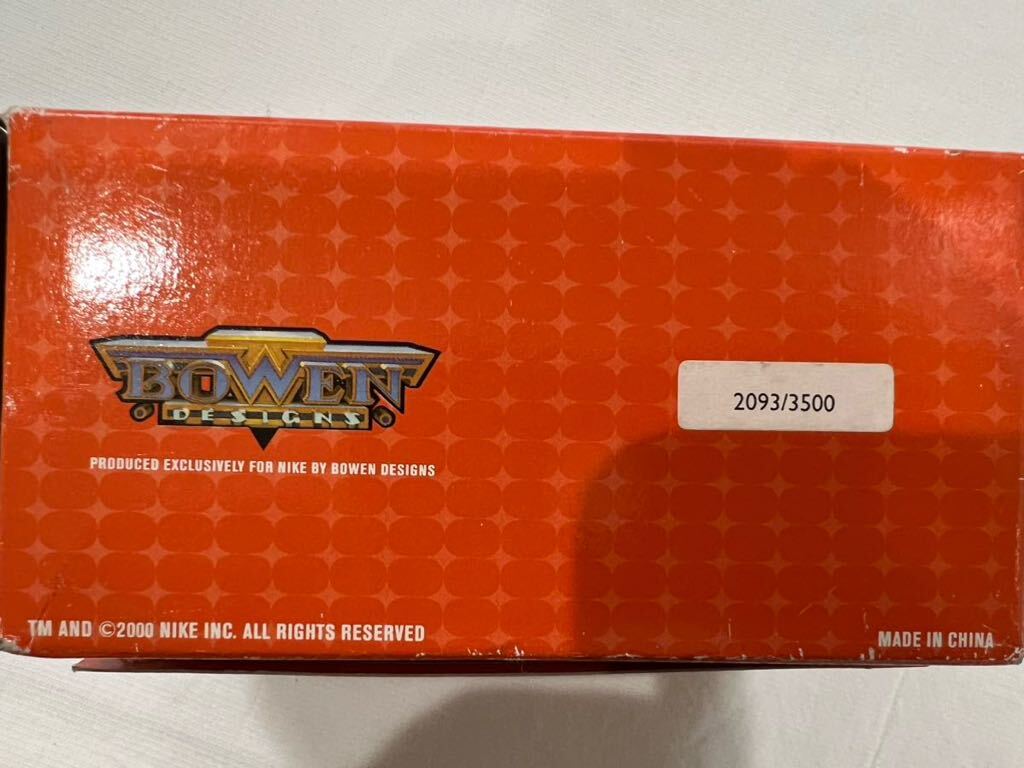 BOWEN
DESIGNS
PRODUCED EXCLUSIVELY FOR NIKE BY BOWEN DESIGNS
2093/3500
TM AND ©2000 NIKE INC. ALL RIGHTS RESERVED
MADE IN CHINA